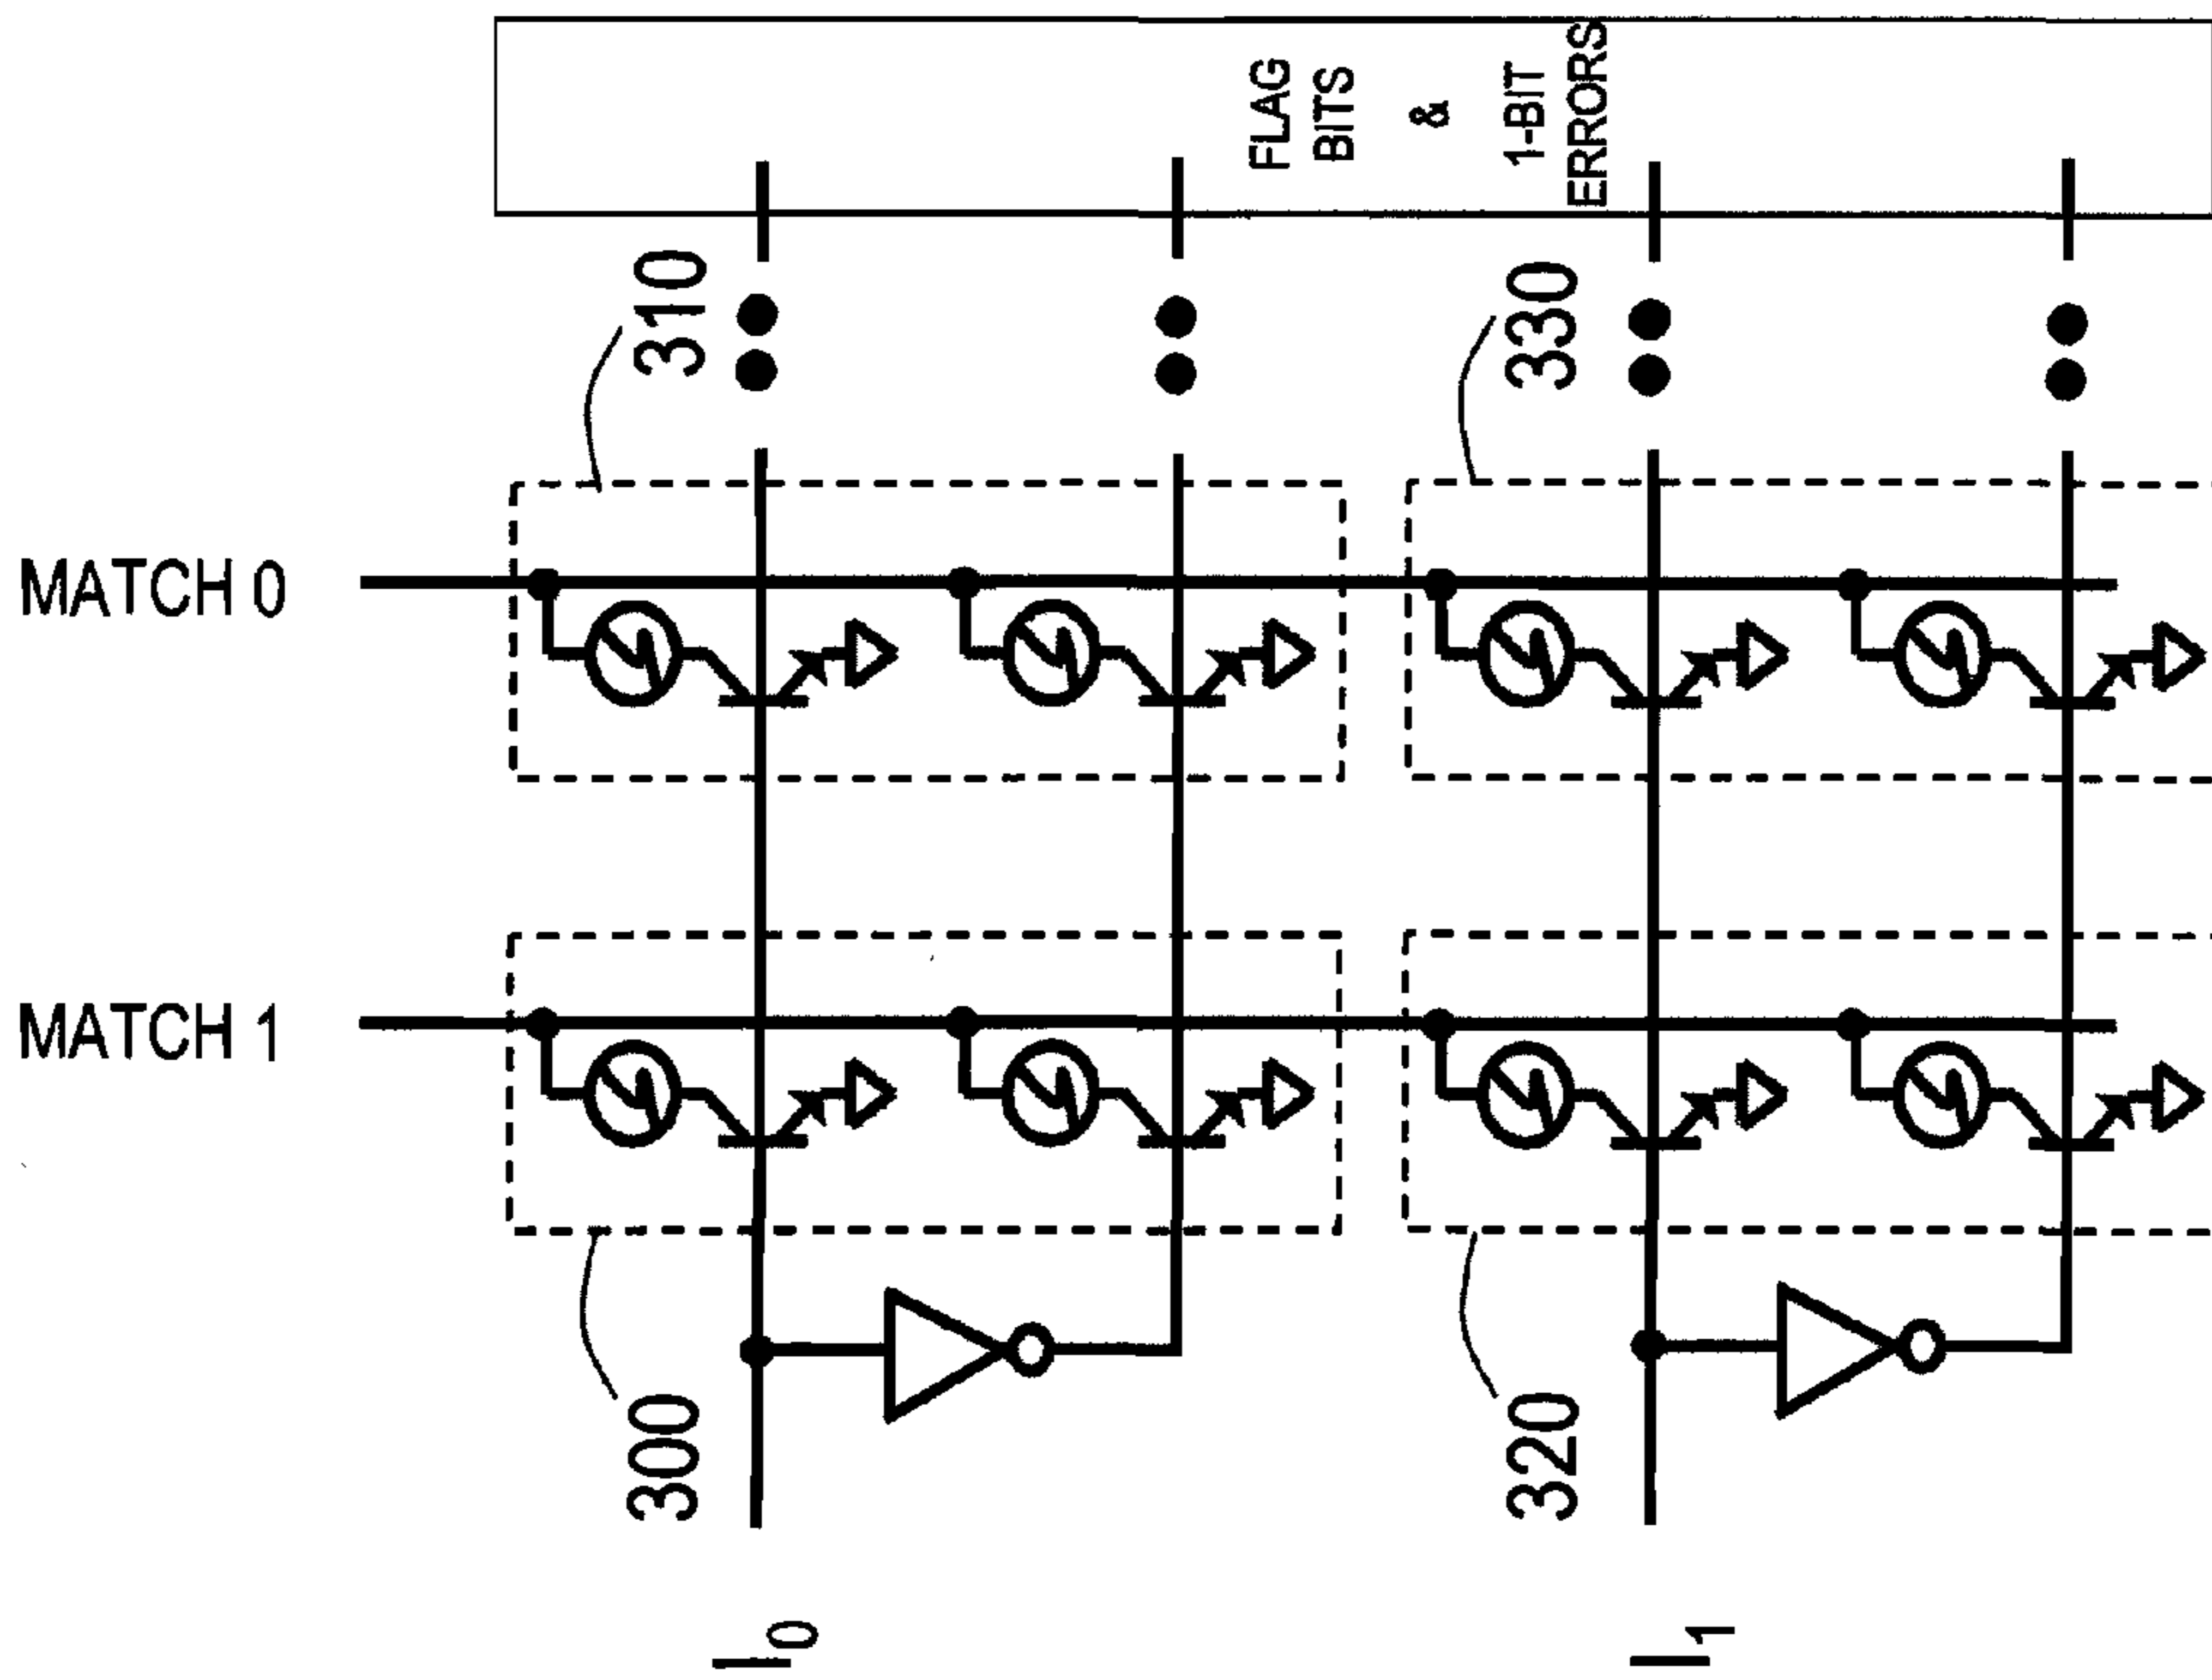 FLAG
BITS
&
1-BIT
ERRORS
310
330
MATCH 0
MATCH 1
300
320
I0
I1